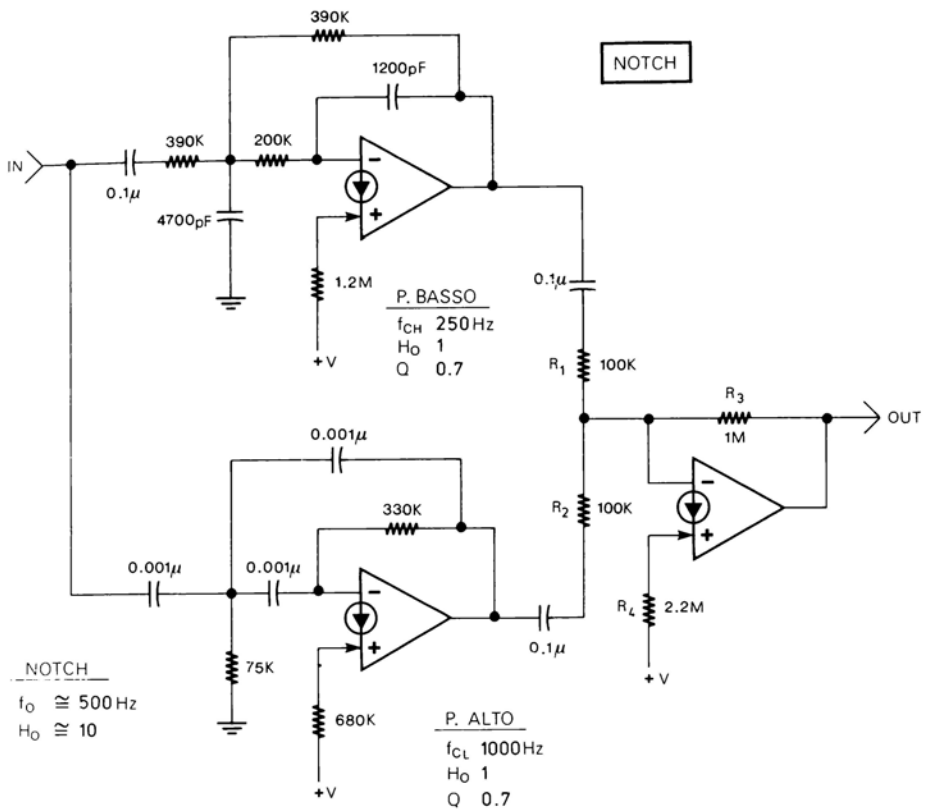 390K
NOTCH
1200pF
390K
200K
IN
0.1μ
4700pF
−
+
1.2M
+V
P. BASSO
fCH 250Hz
HO 1
Q 0.7
0.1μ
R1 100K
R3
1M
OUT
0.001μ
330K
R2 100K
−
+
0.001μ
0.001μ
−
+
R4 2.2M
+V
0.1μ
75K
680K
+V
NOTCH
fO ≅ 500Hz
HO ≅ 10
P. ALTO
fCL 1000Hz
HO 1
Q 0.7